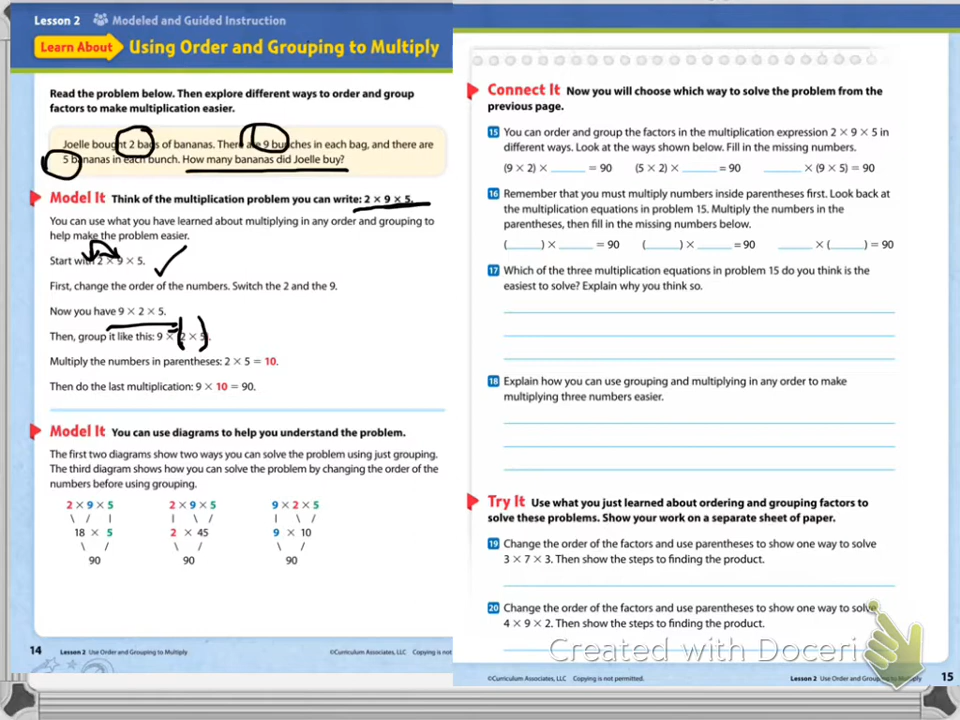 Lesson 2 Modeled and Guided Instruction
Learn About Using Order and Grouping to Multiply
Read the problem below. Then explore different ways to order and group
factors to make multiplication easier.
Joelle bought 2 bags of bananas. There are 9 bunches in each bag, and there are
5 bananas in each bunch. How many bananas did Joelle buy?
Model It Think of the multiplication problem you can write: 2 × 9 × 5.
You can use what you have learned about multiplying in any order and grouping to
help make the problem easier.
Start with 2 × 9 × 5.
First, change the order of the numbers. Switch the 2 and the 9.
Now you have 9 × 2 × 5.
Then, group it like this: 9 × (2 × 5).
Multiply the numbers in parentheses: 2 × 5 = 10.
Then do the last multiplication: 9 × 10 = 90.
Model It You can use diagrams to help you understand the problem.
The first two diagrams show two ways you can solve the problem using just grouping.
The third diagram shows how you can solve the problem by changing the order of the
numbers before using grouping.
2 × 9 × 5 2 × 9 × 5 9 × 2 × 5
18 × 5 2 × 45 9 × 10
90 90 90
14 Lesson 2 Use Order and Grouping to Multiply ©Curriculum Associates, LLC Copying is not
Connect It Now you will choose which way to solve the problem from the
previous page.
15 You can order and group the factors in the multiplication expression 2 × 9 × 5 in
different ways. Look at the ways shown below. Fill in the missing numbers.
(9 × 2) × ______ = 90 (5 × 2) × ______ = 90 ______ × (9 × 5) = 90
16 Remember that you must multiply numbers inside parentheses first. Look back at
the multiplication equations in problem 15. Multiply the numbers in the
parentheses, then fill in the missing numbers below.
(______) × ______ = 90 (______) × ______ = 90 ______ × (______) = 90
17 Which of the three multiplication equations in problem 15 do you think is the
easiest to solve? Explain why you think so.
18 Explain how you can use grouping and multiplying in any order to make
multiplying three numbers easier.
Try It Use what you just learned about ordering and grouping factors to
solve these problems. Show your work on a separate sheet of paper.
19 Change the order of the factors and use parentheses to show one way to solve
3 × 7 × 3. Then show the steps to finding the product.
20 Change the order of the factors and use parentheses to show one way to solve
4 × 9 × 2. Then show the steps to finding the product.
Created with Doceri
©Curriculum Associates, LLC Copying is not permitted. Lesson 2 Use Order and Grouping to Multiply 15